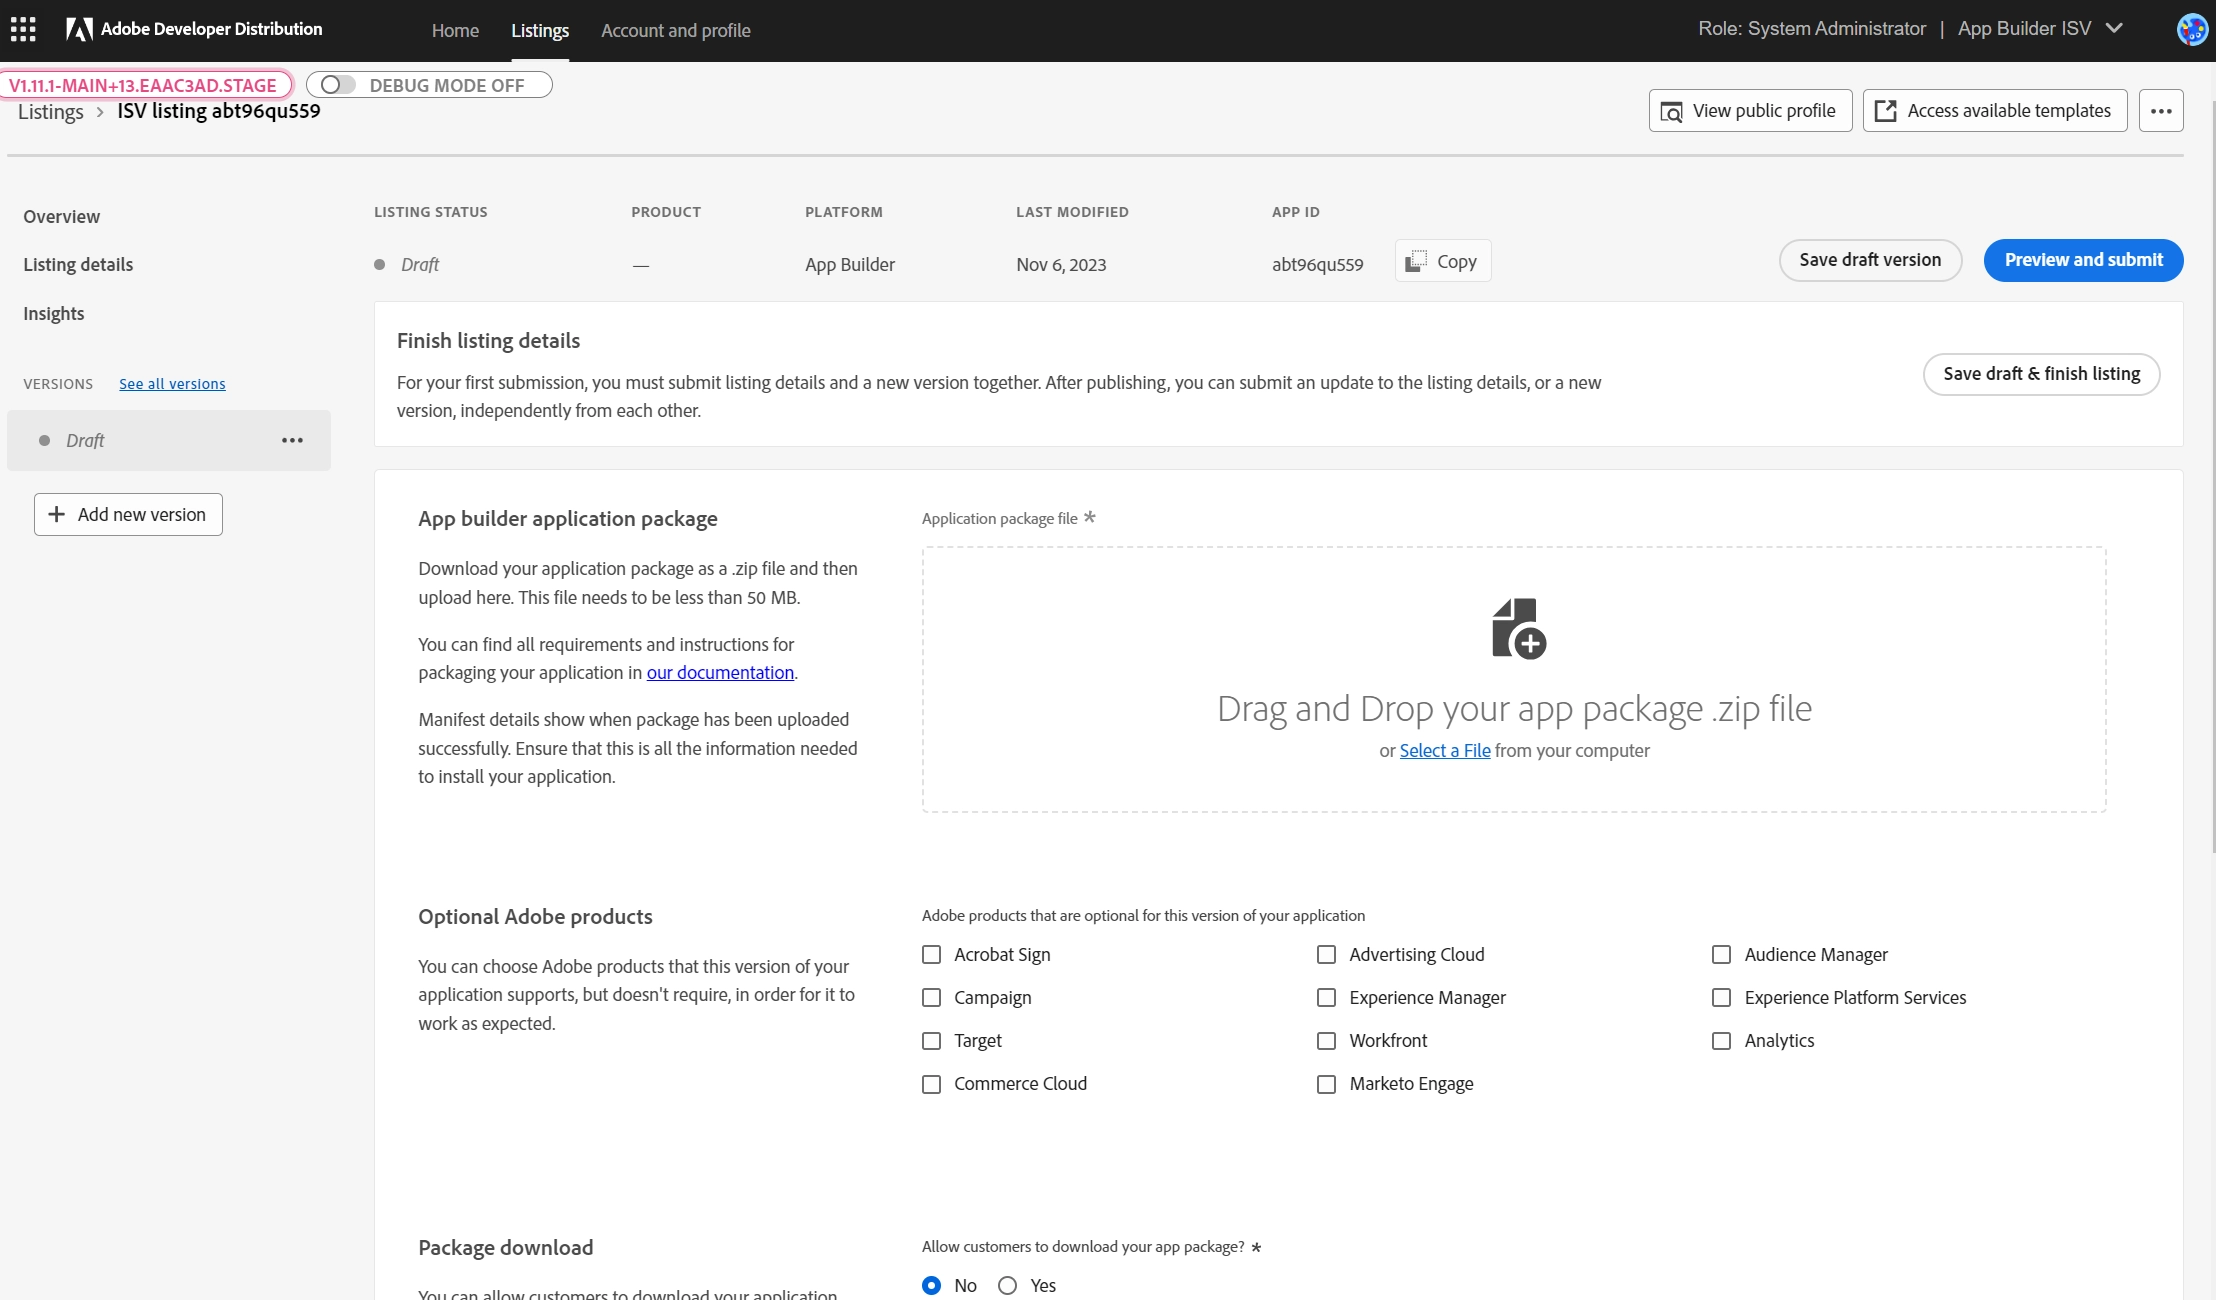 Adobe Developer Distribution
Home
Listings
Account and profile
Role: System Administrator | App Builder ISV
V1.11.1-MAIN+13.EAAC3AD.STAGE
DEBUG MODE OFF
Listings > ISV listing abt96qu559
View public profile
Access available templates
Overview
Listing details
Insights
VERSIONS See all versions
Draft
Add new version
LISTING STATUS PRODUCT PLATFORM LAST MODIFIED APP ID
Draft — App Builder Nov 6, 2023 abt96qu559 Copy
Save draft version
Preview and submit
Finish listing details
For your first submission, you must submit listing details and a new version together. After publishing, you can submit an update to the listing details, or a new
version, independently from each other.
Save draft & finish listing
App builder application package
Download your application package as a .zip file and then
upload here. This file needs to be less than 50 MB.
You can find all requirements and instructions for
packaging your application in our documentation.
Manifest details show when package has been uploaded
successfully. Ensure that this is all the information needed
to install your application.
Application package file *
Drag and Drop your app package .zip file
or Select a File from your computer
Optional Adobe products
You can choose Adobe products that this version of your
application supports, but doesn't require, in order for it to
work as expected.
Adobe products that are optional for this version of your application
Acrobat Sign Advertising Cloud Audience Manager
Campaign Experience Manager Experience Platform Services
Target Workfront Analytics
Commerce Cloud Marketo Engage
Package download
You can allow customers to download your application
Allow customers to download your app package? *
No Yes